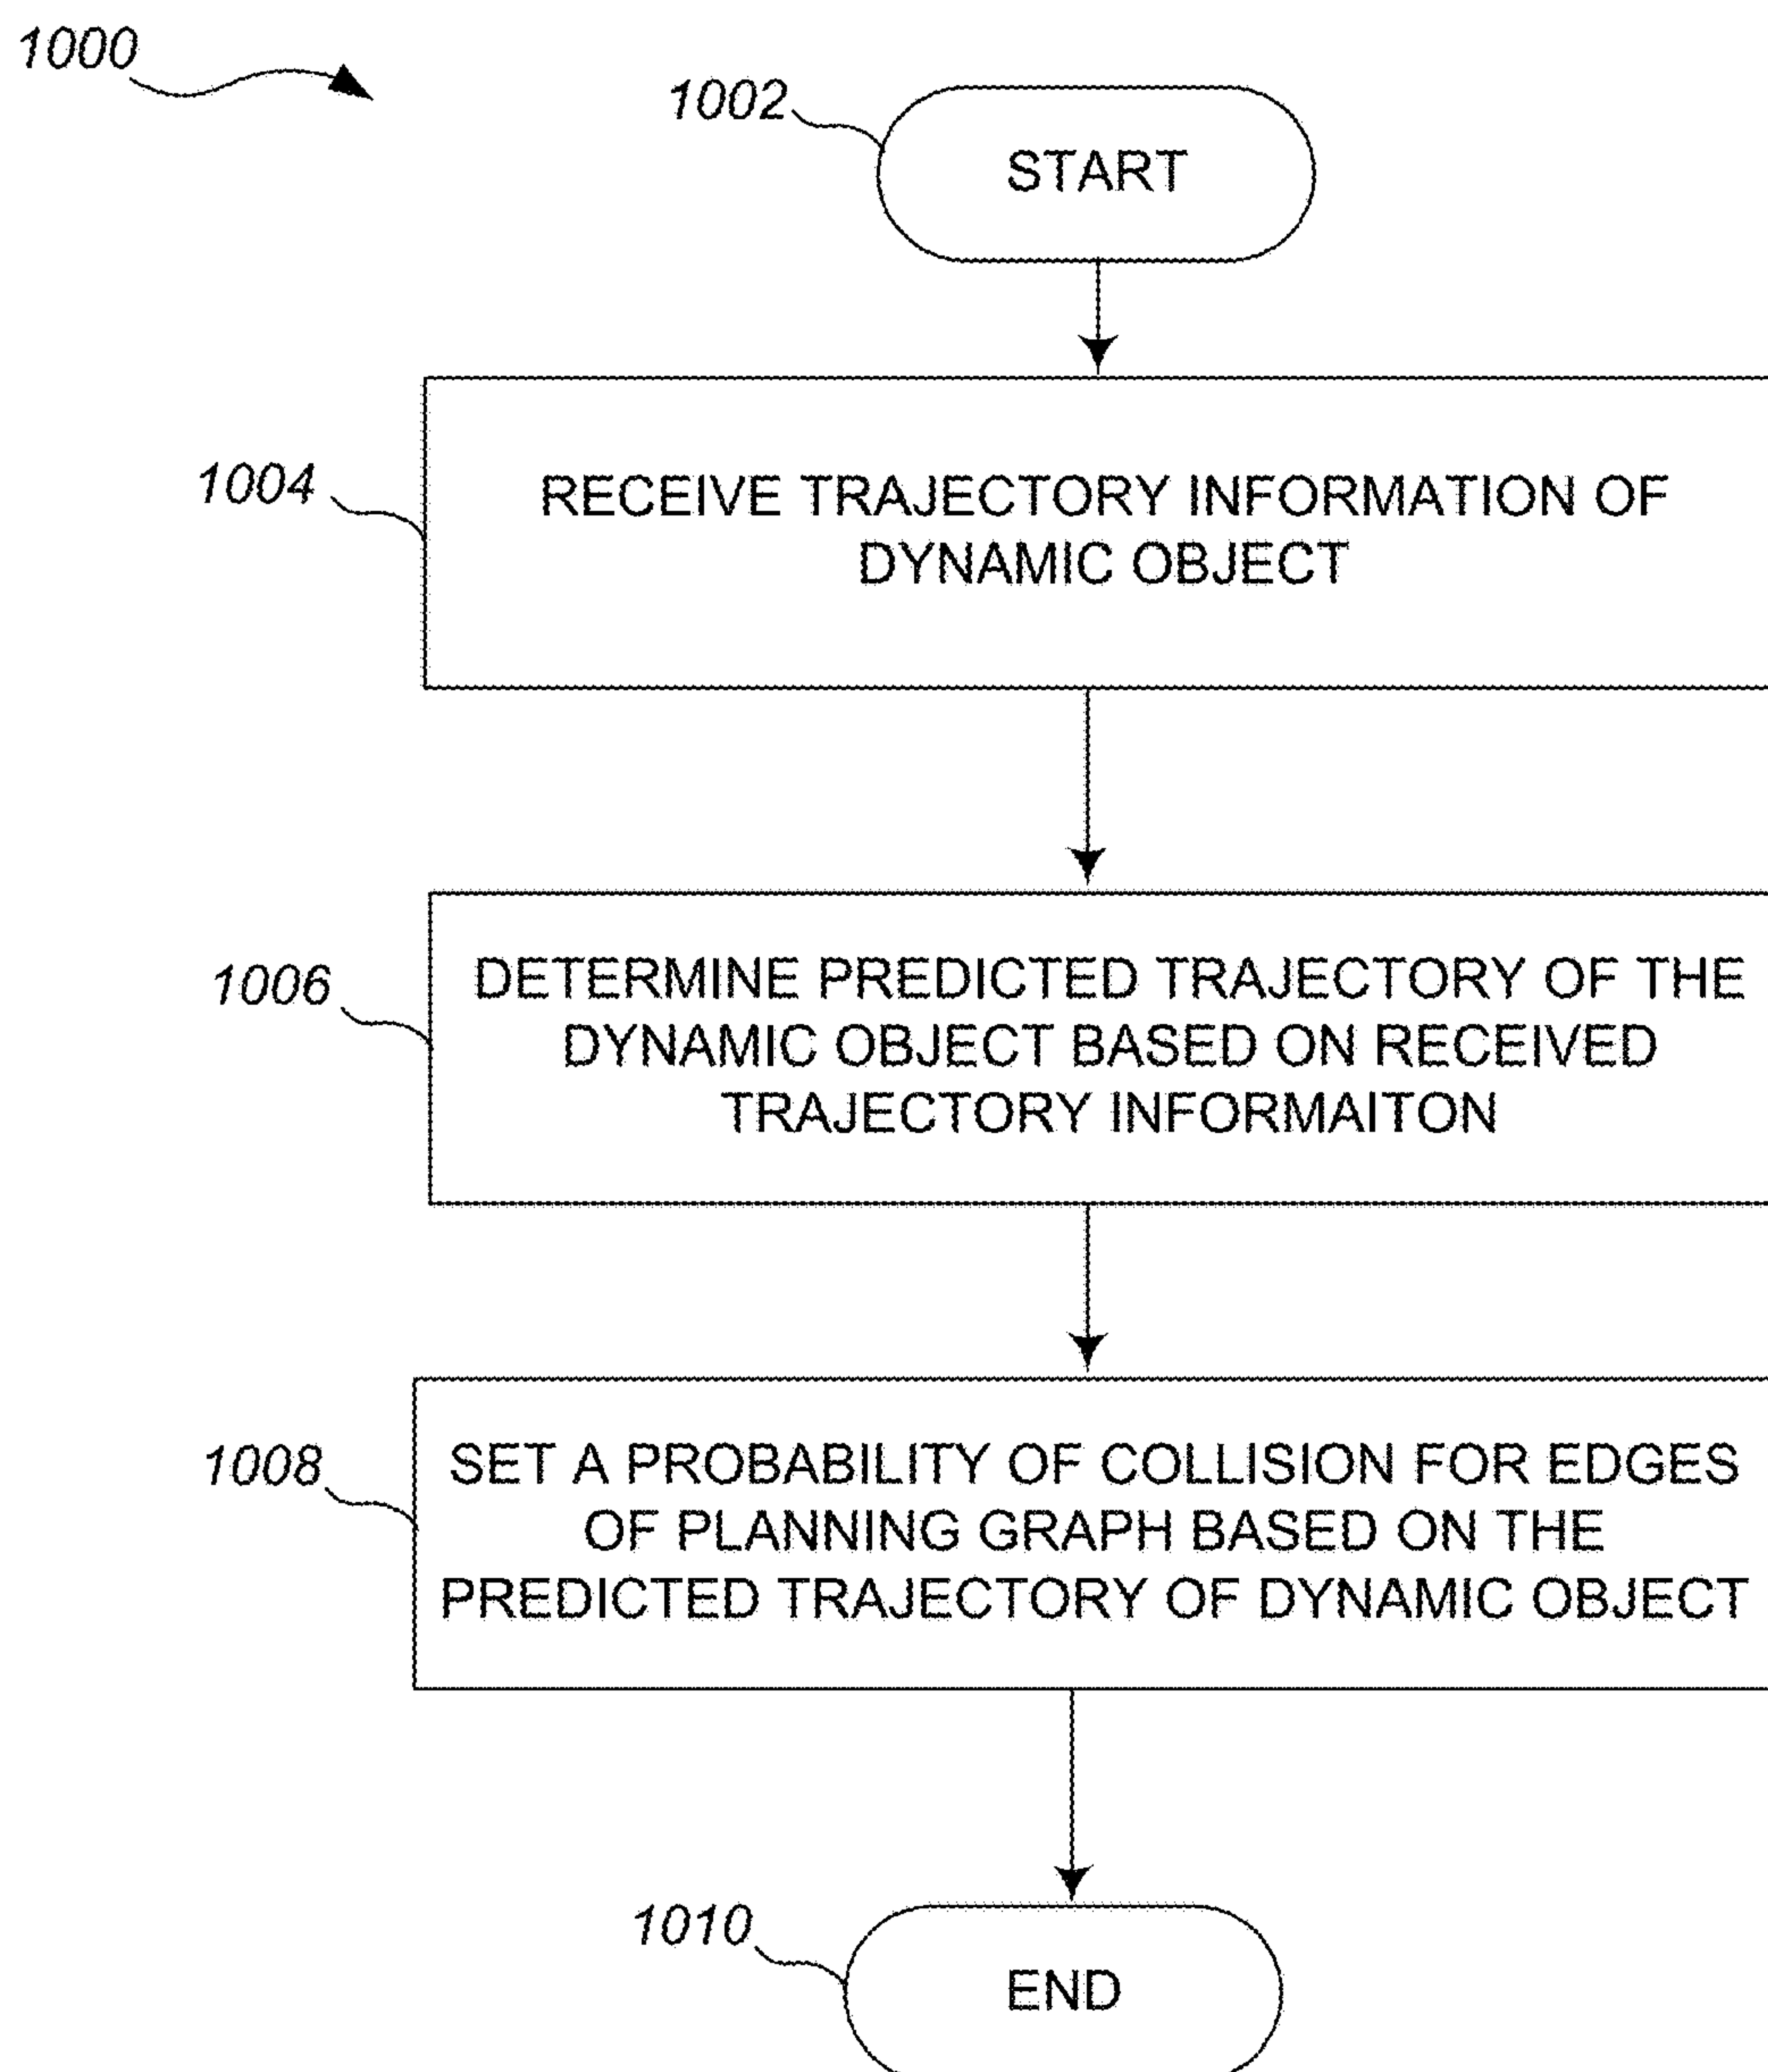 1000
1002
START
1004
RECEIVE TRAJECTORY INFORMATION OF
DYNAMIC OBJECT
1006
DETERMINE PREDICTED TRAJECTORY OF THE
DYNAMIC OBJECT BASED ON RECEIVED
TRAJECTORY INFORMAITON
1008
SET A PROBABILITY OF COLLISION FOR EDGES
OF PLANNING GRAPH BASED ON THE
PREDICTED TRAJECTORY OF DYNAMIC OBJECT
1010
END